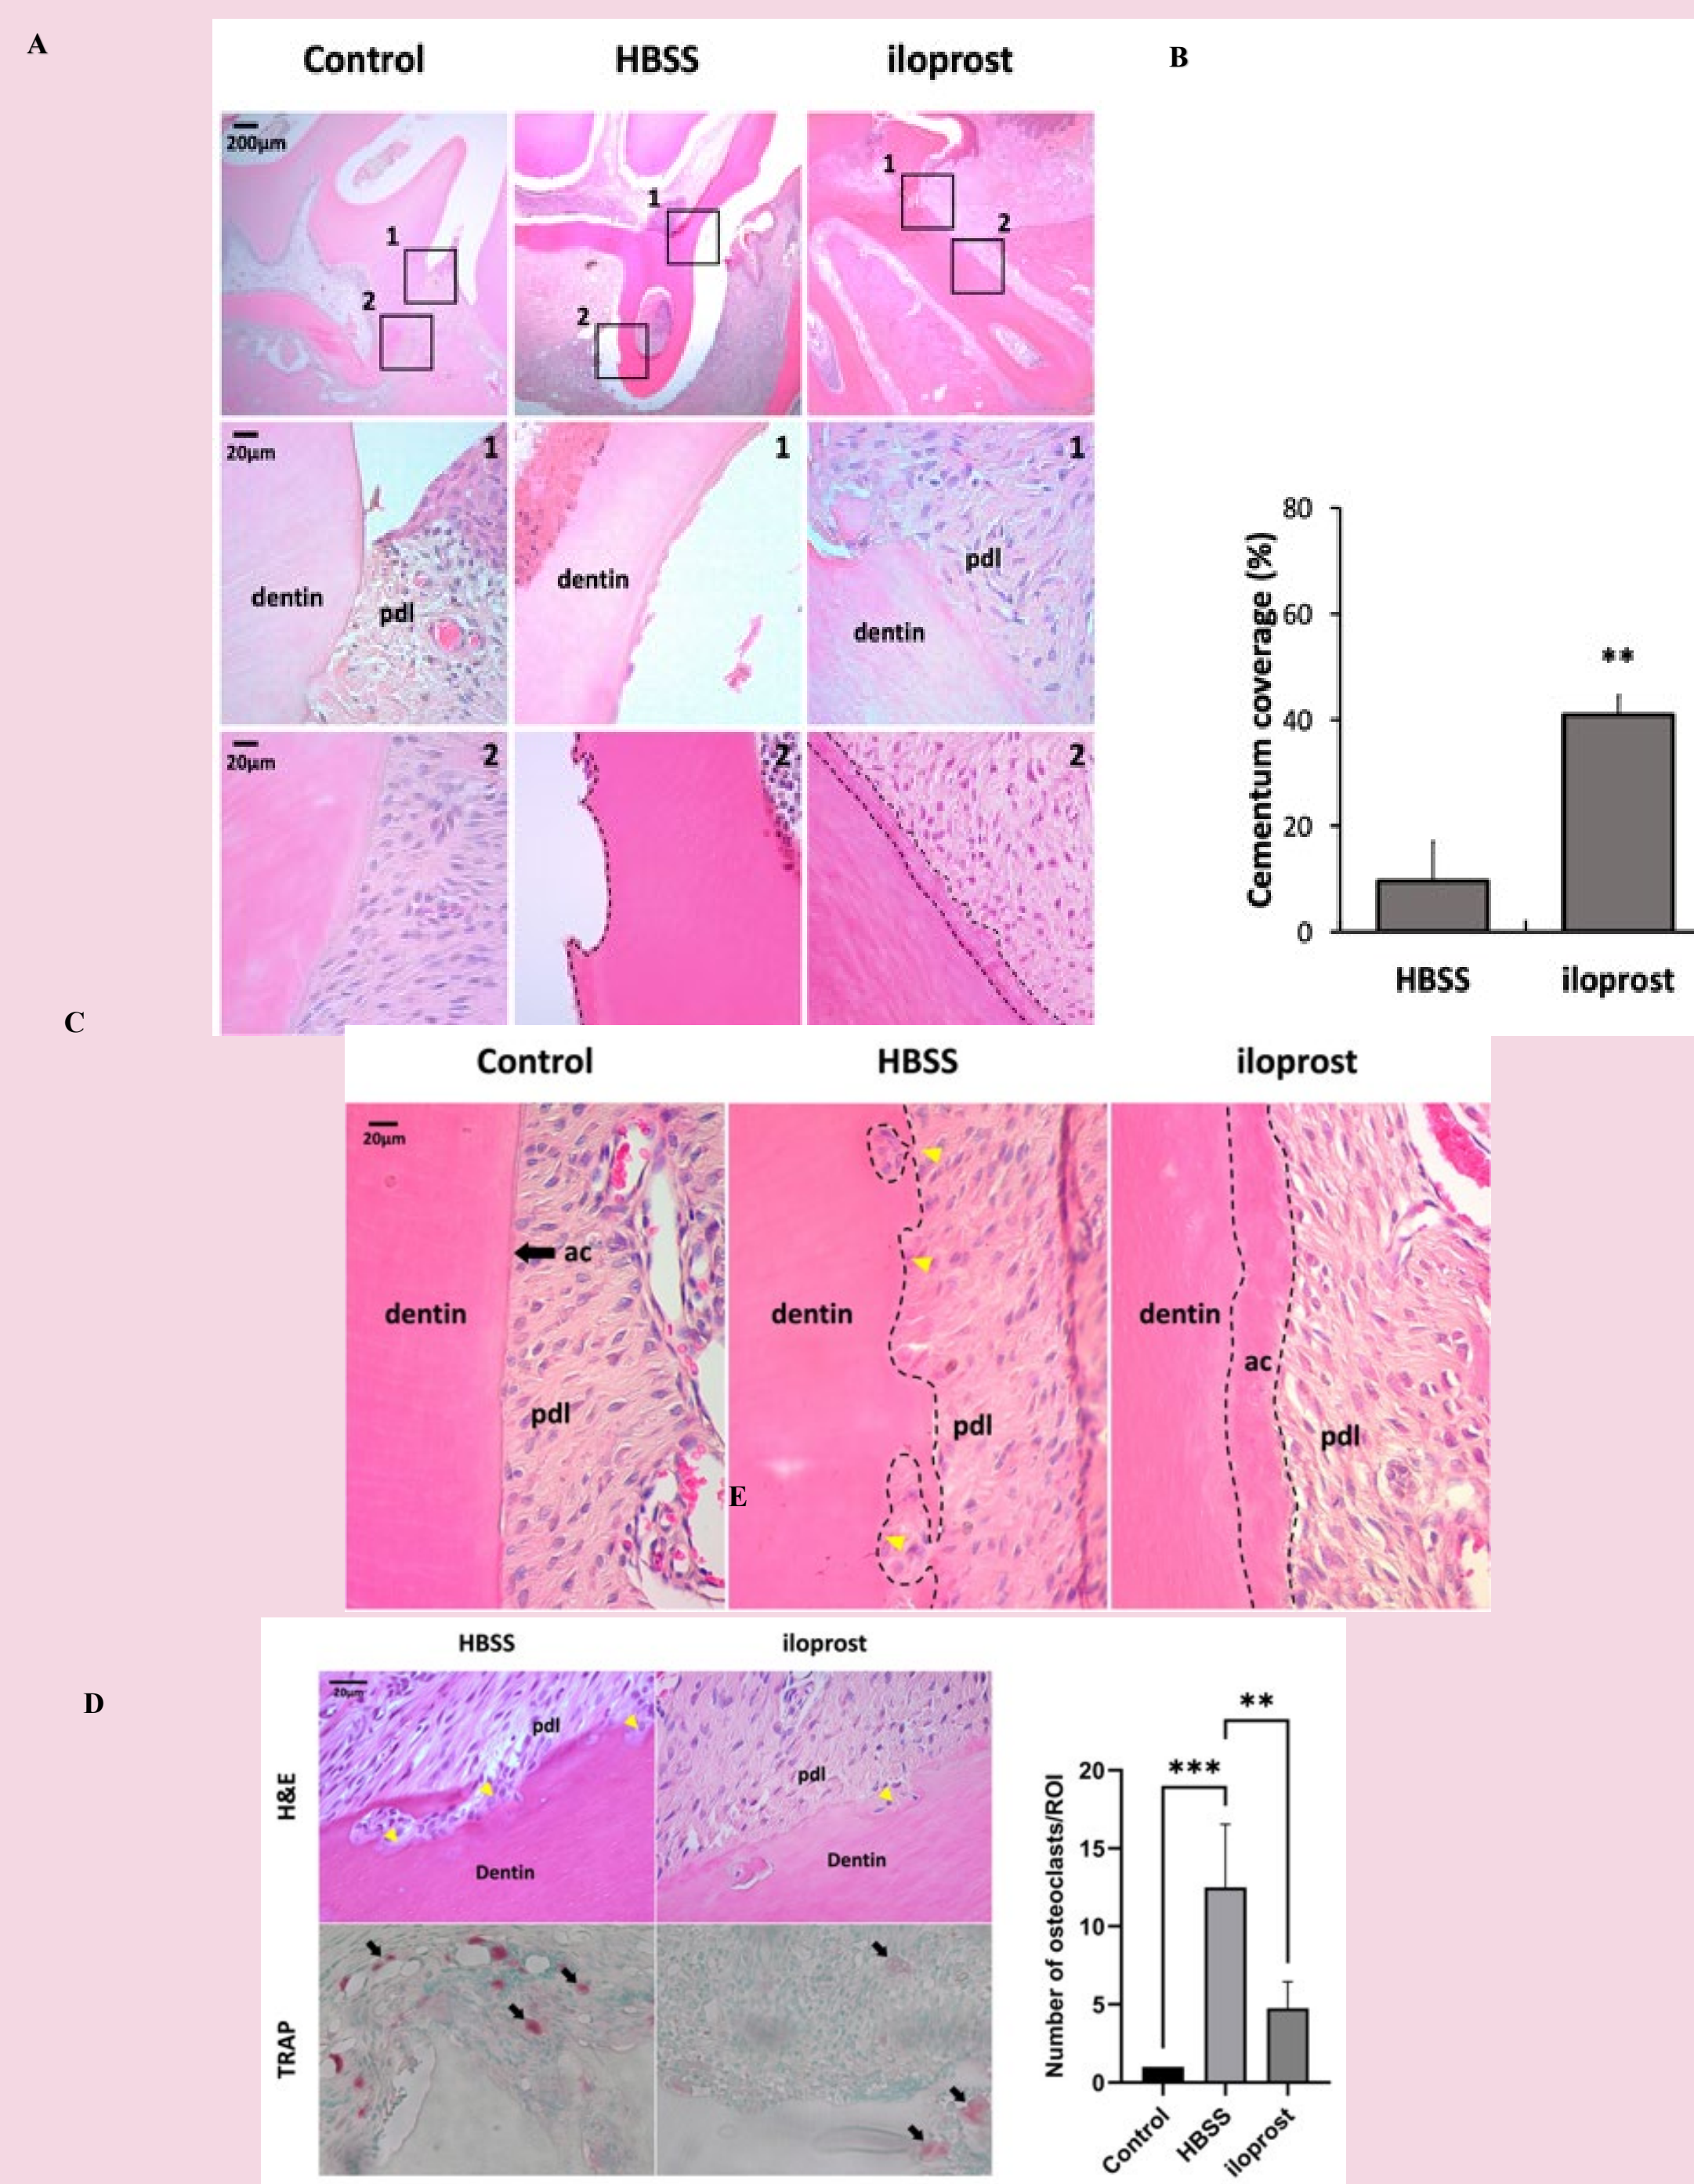 A
Control HBSS iloprost
B
200µm
1
2
1
2
1
2
20µm
1
dentin
pdl
1
dentin
1
pdl
dentin
20µm
2
2
2
Cementum coverage (%)
80
60
40
20
0
**
HBSS iloprost
C
Control HBSS iloprost
20µm
ac
dentin
pdl
dentin
pdl
E
dentin
ac
pdl
D
HBSS iloprost
H&E
20µm
pdl
Dentin
pdl
Dentin
TRAP
Number of osteoclasts/ROI
20
15
10
5
0
***
**
Control
HBSS
iloprost